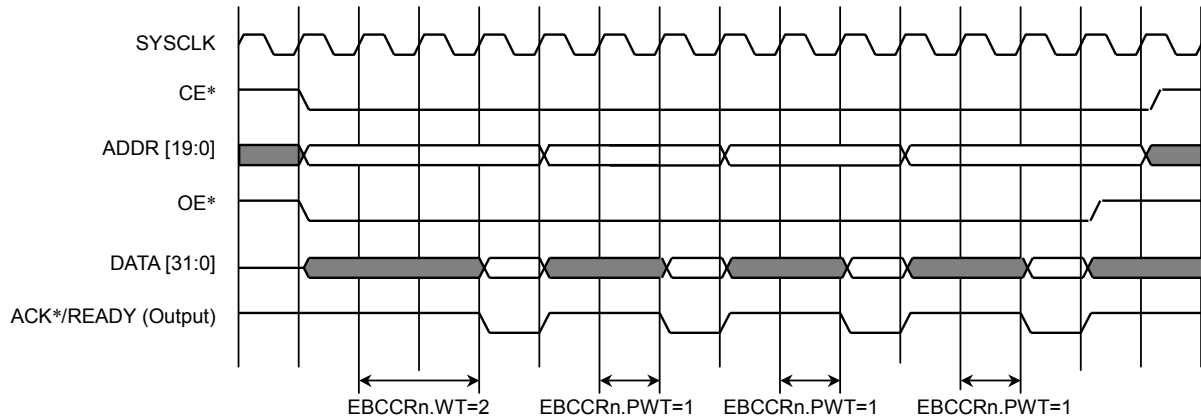 SYSCLK
CE*
ADDR [19:0]
OE*
DATA [31:0]
ACK*/READY (Output)
EBCCRn.WT=2 EBCCRn.PWT=1 EBCCRn.PWT=1 EBCCRn.PWT=1